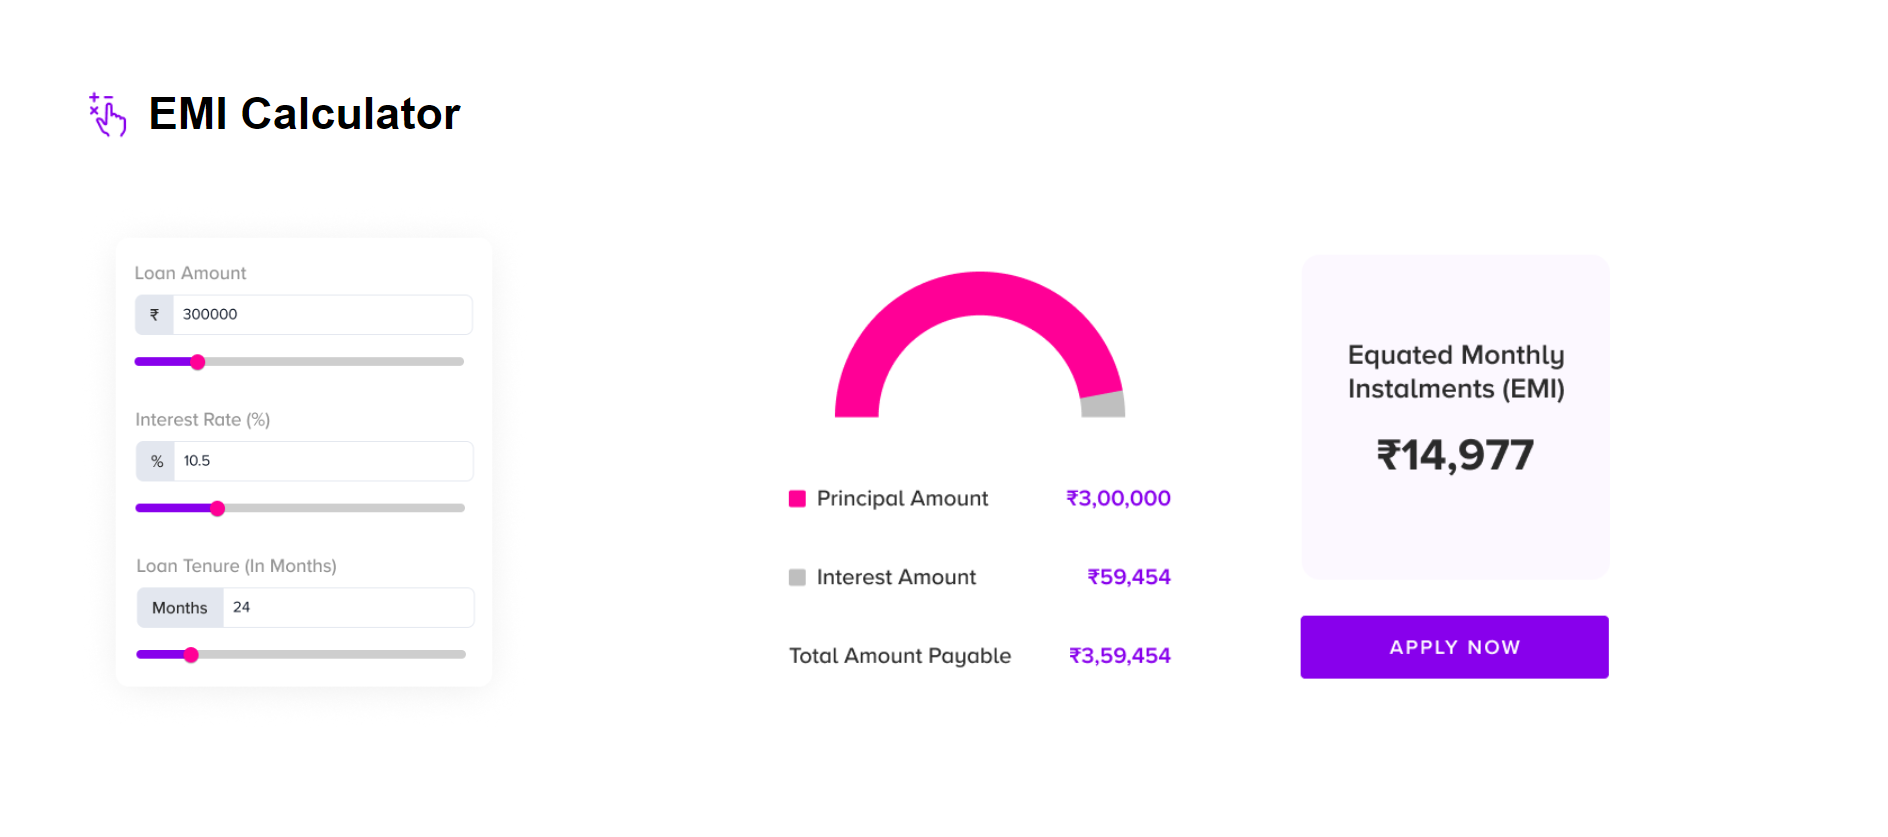 EMI Calculator
Loan Amount
₹ 300000
Interest Rate (%)
% 10.5
Loan Tenure (In Months)
Months 24
Principal Amount ₹3,00,000
Interest Amount ₹59,454
Total Amount Payable ₹3,59,454
Equated Monthly
Instalments (EMI)
₹14,977
APPLY NOW